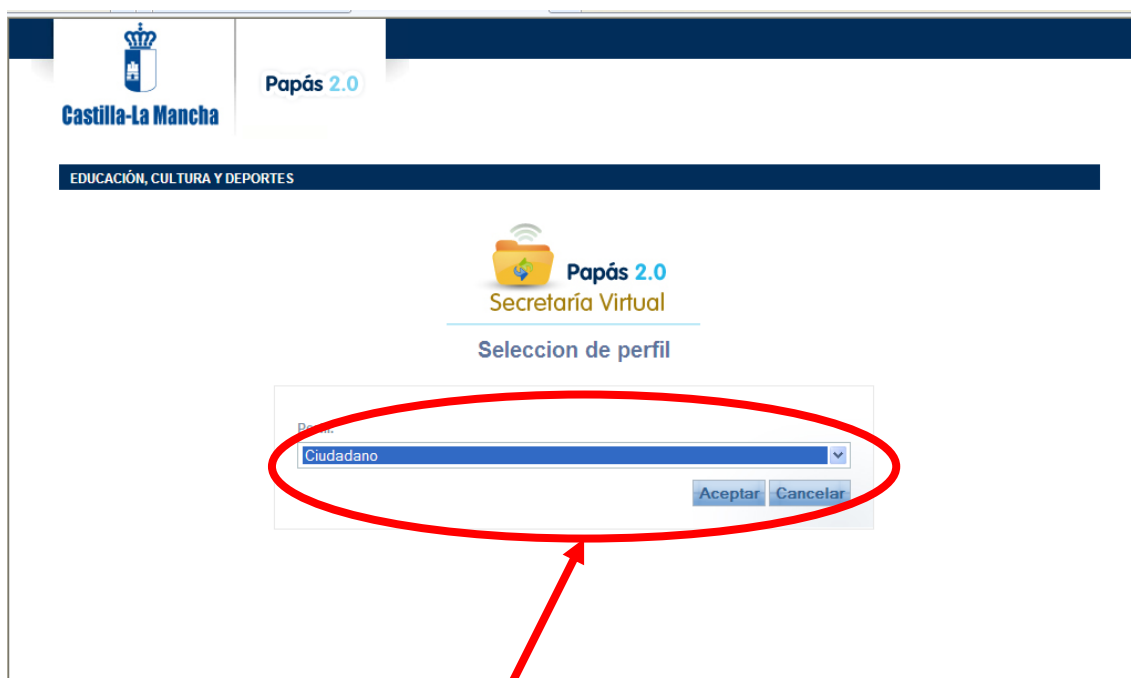 Castilla-La Mancha
Papás 2.0
EDUCACIÓN, CULTURA Y DEPORTES
Papás 2.0
Secretaría Virtual
Seleccion de perfil
Ciudadano
Aceptar Cancelar